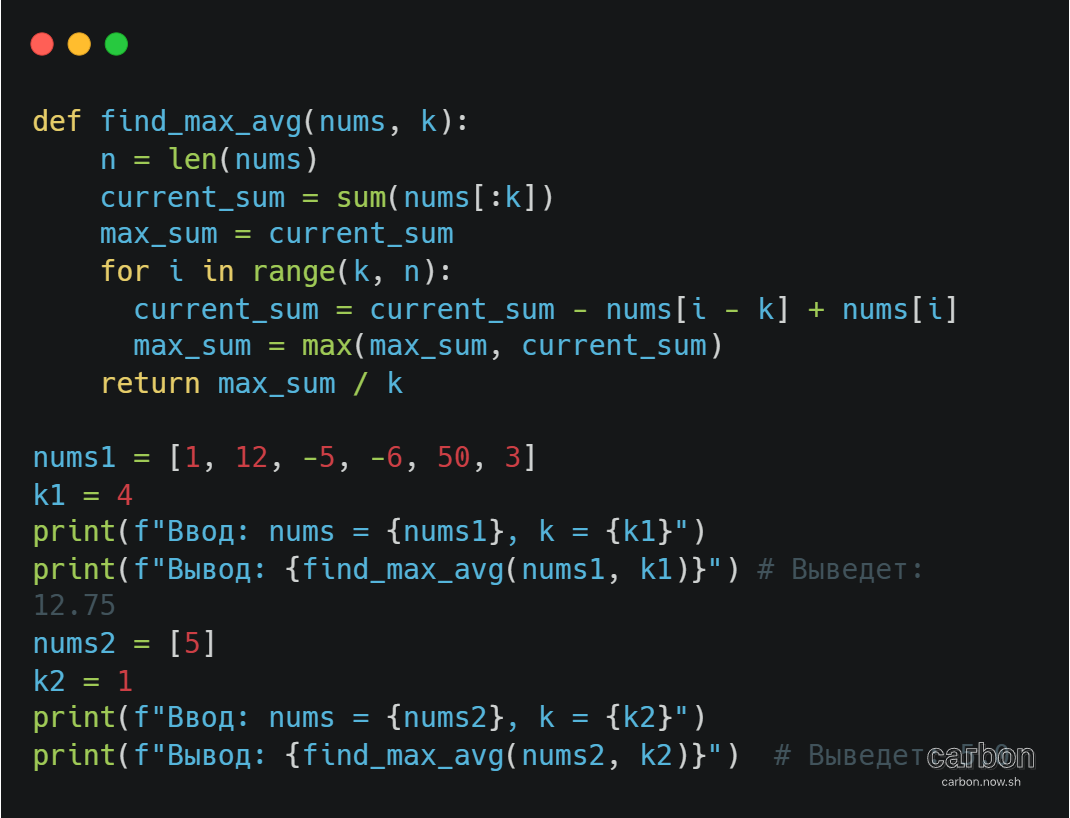 def find_max_avg(nums, k):
    n = len(nums)
    current_sum = sum(nums[:k])
    max_sum = current_sum
    for i in range(k, n):
      current_sum = current_sum - nums[i - k] + nums[i]
      max_sum = max(max_sum, current_sum)
    return max_sum / k

nums1 = [1, 12, -5, -6, 50, 3]
k1 = 4
print(f"Ввод: nums = {nums1}, k = {k1}")
print(f"Вывод: {find_max_avg(nums1, k1)}") # Выведет:
12.75
nums2 = [5]
k2 = 1
print(f"Ввод: nums = {nums2}, k = {k2}")
print(f"Вывод: {find_max_avg(nums2, k2)}")  # Выведет:
carbon
carbon.now.sh